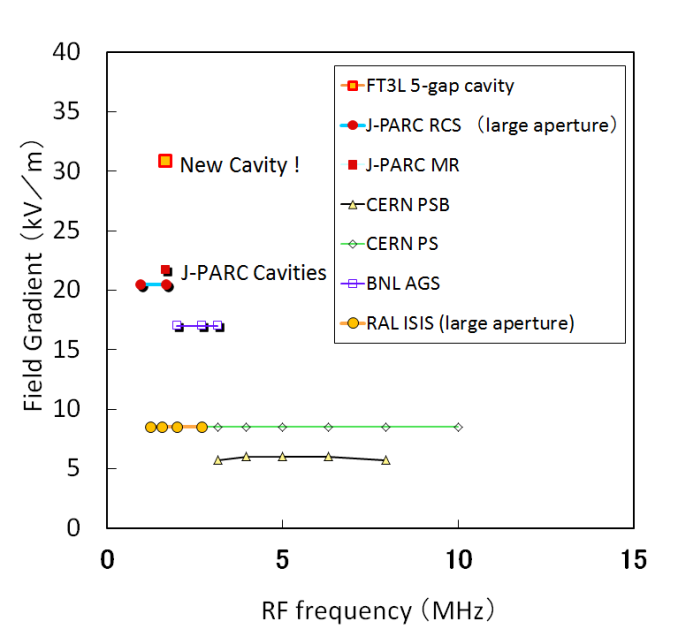 40
35
30
25
20
15
10
5
0
0
5
10
15
Field Gradient（kV／m）
RF frequency（MHz）
New Cavity !
J-PARC Cavities
FT3L 5-gap cavity
J-PARC RCS （large aperture）
J-PARC MR
CERN PSB
CERN PS
BNL AGS
RAL ISIS (large aperture)